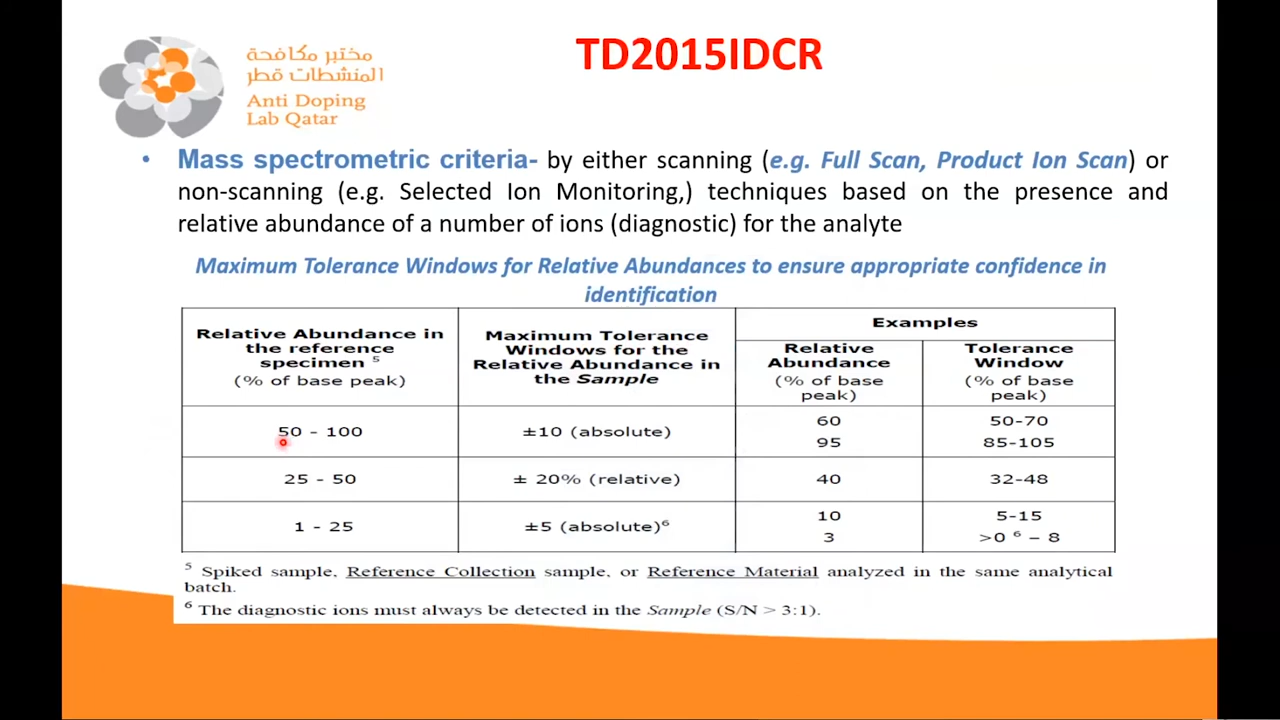 TD2015IDCR
مختبر مكافحة
المنشطات قطر
Anti Doping
Lab Qatar
• Mass spectrometric criteria- by either scanning (e.g. Full Scan, Product Ion Scan) or
non-scanning (e.g. Selected Ion Monitoring,) techniques based on the presence and
relative abundance of a number of ions (diagnostic) for the analyte
Maximum Tolerance Windows for Relative Abundances to ensure appropriate confidence in
identification
Relative Abundance in
the reference
specimen 5
(% of base peak)
Maximum Tolerance
Windows for the
Relative Abundance in
the Sample
Examples
Relative
Abundance
(% of base
peak)
Tolerance
Window
(% of base
peak)
50 - 100
±10 (absolute)
60
95
50-70
85-105
25 - 50
± 20% (relative)
40
32-48
1 - 25
±5 (absolute)6
10
3
5-15
>0 6 – 8
5 Spiked sample, Reference Collection sample, or Reference Material analyzed in the same analytical
batch.
6 The diagnostic ions must always be detected in the Sample (S/N > 3:1).